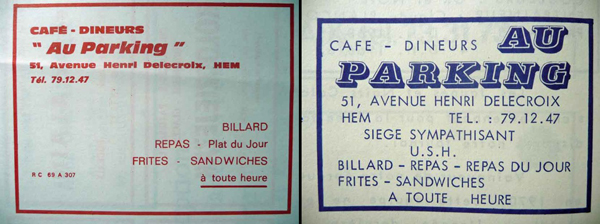 CAFÉ - DINEURS
" Au Parking "
51, Avenue Henri Delecroix, HEM
Tél. 79.12.47
BILLARD
REPAS - Plat du Jour
FRITES - SANDWICHES
à toute heure
R C 69 A 307
CAFE - DINEURS AU
PARKING
51, AVENUE HENRI DELECROIX
HEM TEL. : 79.12.47
SIEGE SYMPATHISANT
U.S.H.
BILLARD - REPAS - REPAS DU JOUR
FRITES - SANDWICHES
A TOUTE HEURE